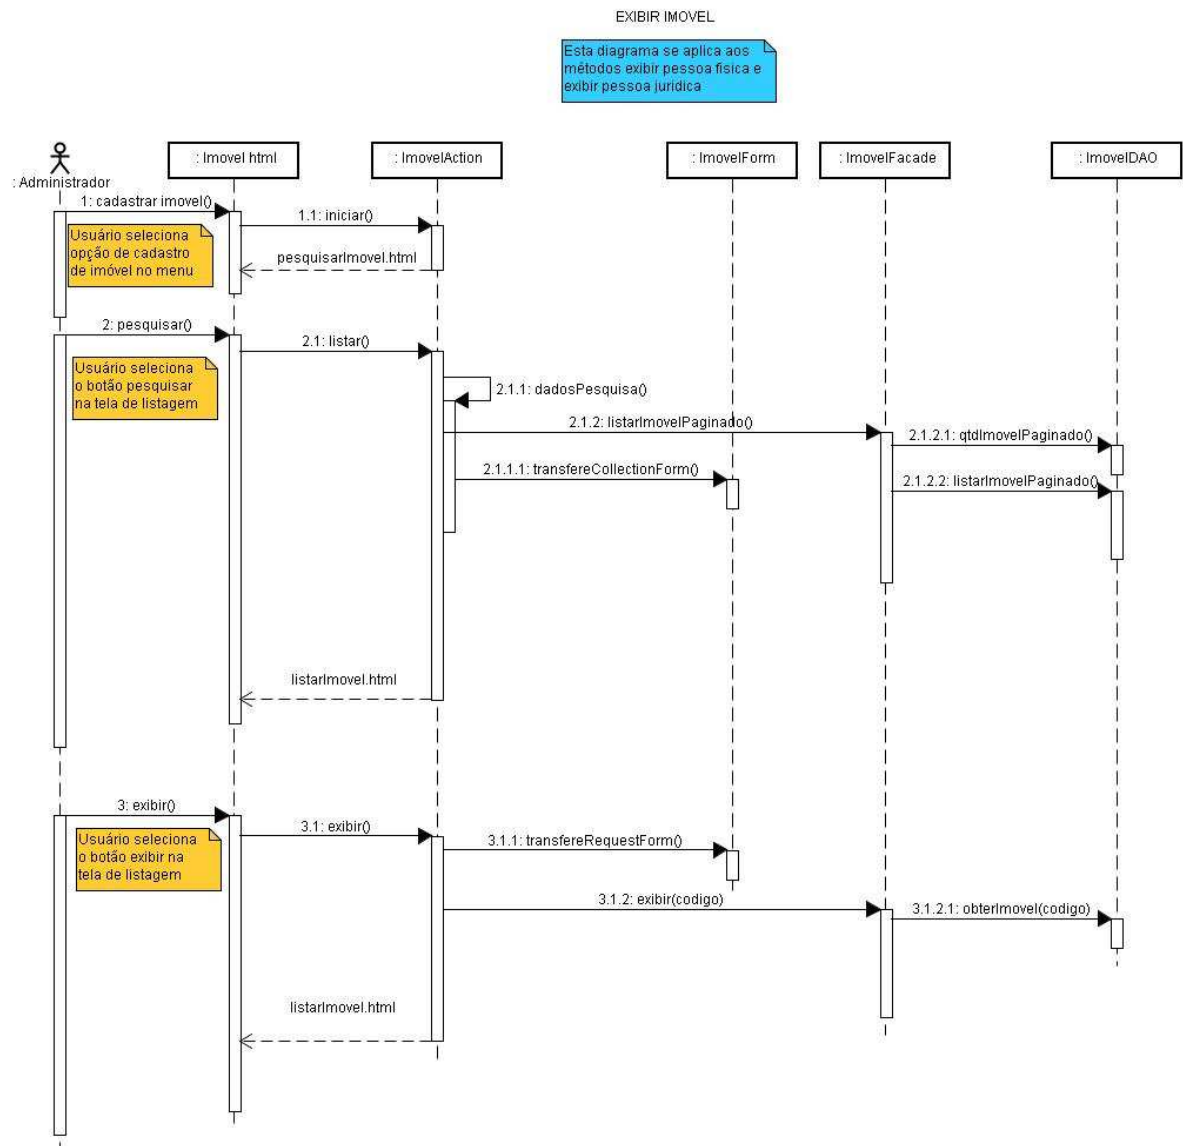 EXIBIR IMOVEL
Esta diagrama se aplica aos
métodos exibir pessoa física e
exibir pessoa juridica
: Administrador
: Imovel html
: ImovelAction
: ImovelForm
: ImovelFacade
: ImovelDAO
1: cadastrar imovel()
1.1: iniciar()
Usuário seleciona
opção de cadastro
de imóvel no menu
pesquisarImovel.html
2: pesquisar()
2.1: listar()
Usuário seleciona
o botão pesquisar
na tela de listagem
2.1.1: dadosPesquisa()
2.1.2: listarImovelPaginado()
2.1.2.1: qtdImovelPaginado()
2.1.1.1: transfereCollectionForm()
2.1.2.2: listarImovelPaginado()
listarImovel.html
3: exibir()
3.1: exibir()
Usuário seleciona
o botão exibir na
tela de listagem
3.1.1: transfereRequestForm()
3.1.2: exibir(codigo)
3.1.2.1: obterImovel(codigo)
listarImovel.html